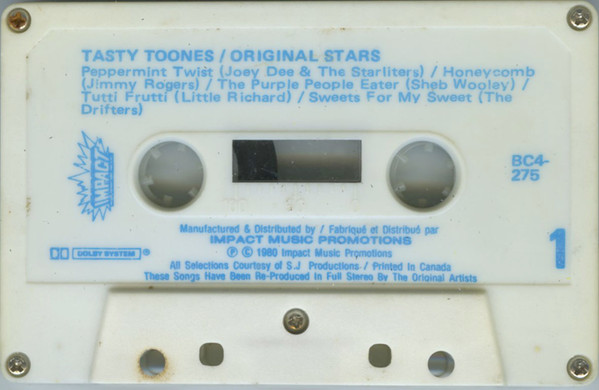 TASTY TOONES / ORIGINAL STARS
Peppermint Twist (Joey Dee & The Starliters) / Honeycomb
(Jimmy Rogers) / The Purple People Eater (Sheb Wooley) /
Tutti Frutti (Little Richard) / Sweets For My Sweet (The
Drifters)
IMPACT
BC4-
275
Manufactured & Distributed by / Fabriqué et Distribué par
IMPACT MUSIC PROMOTIONS
DOLBY SYSTEM ®
Ⓟ © 1980 Impact Music Promotions
1
All Selections Courtesy of S.J Productions / Printed in Canada
These Songs Have Been Re-Produced In Full Stereo By The Original Artists